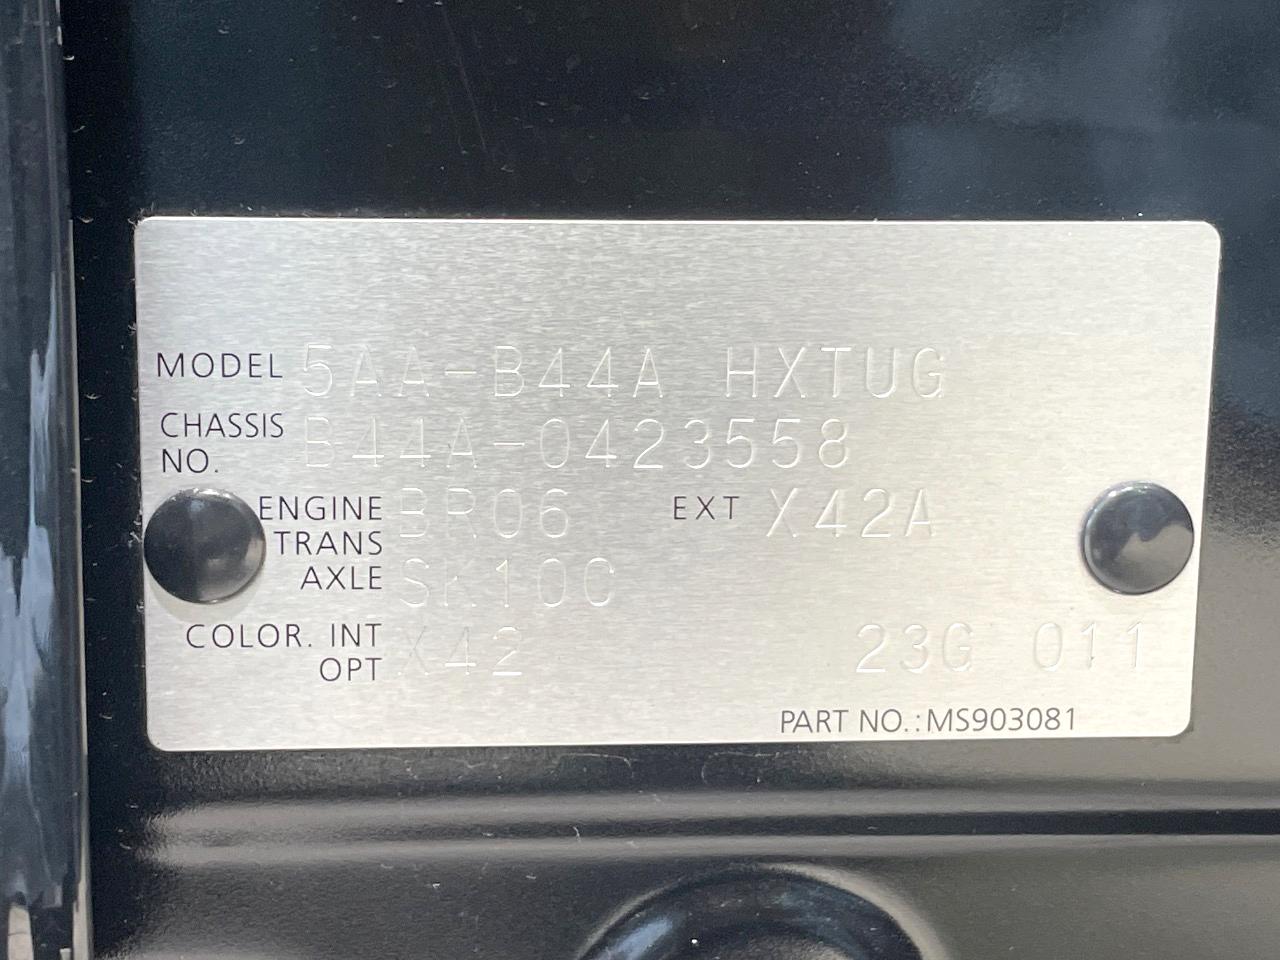 MODEL 5AA-B44A HXTUG
CHASSIS NO. B44A-0423558
ENGINE BR06 EXT X42A
TRANS
AXLE SK10C
COLOR. INT X42 23G 011
OPT
PART NO.: MS903081